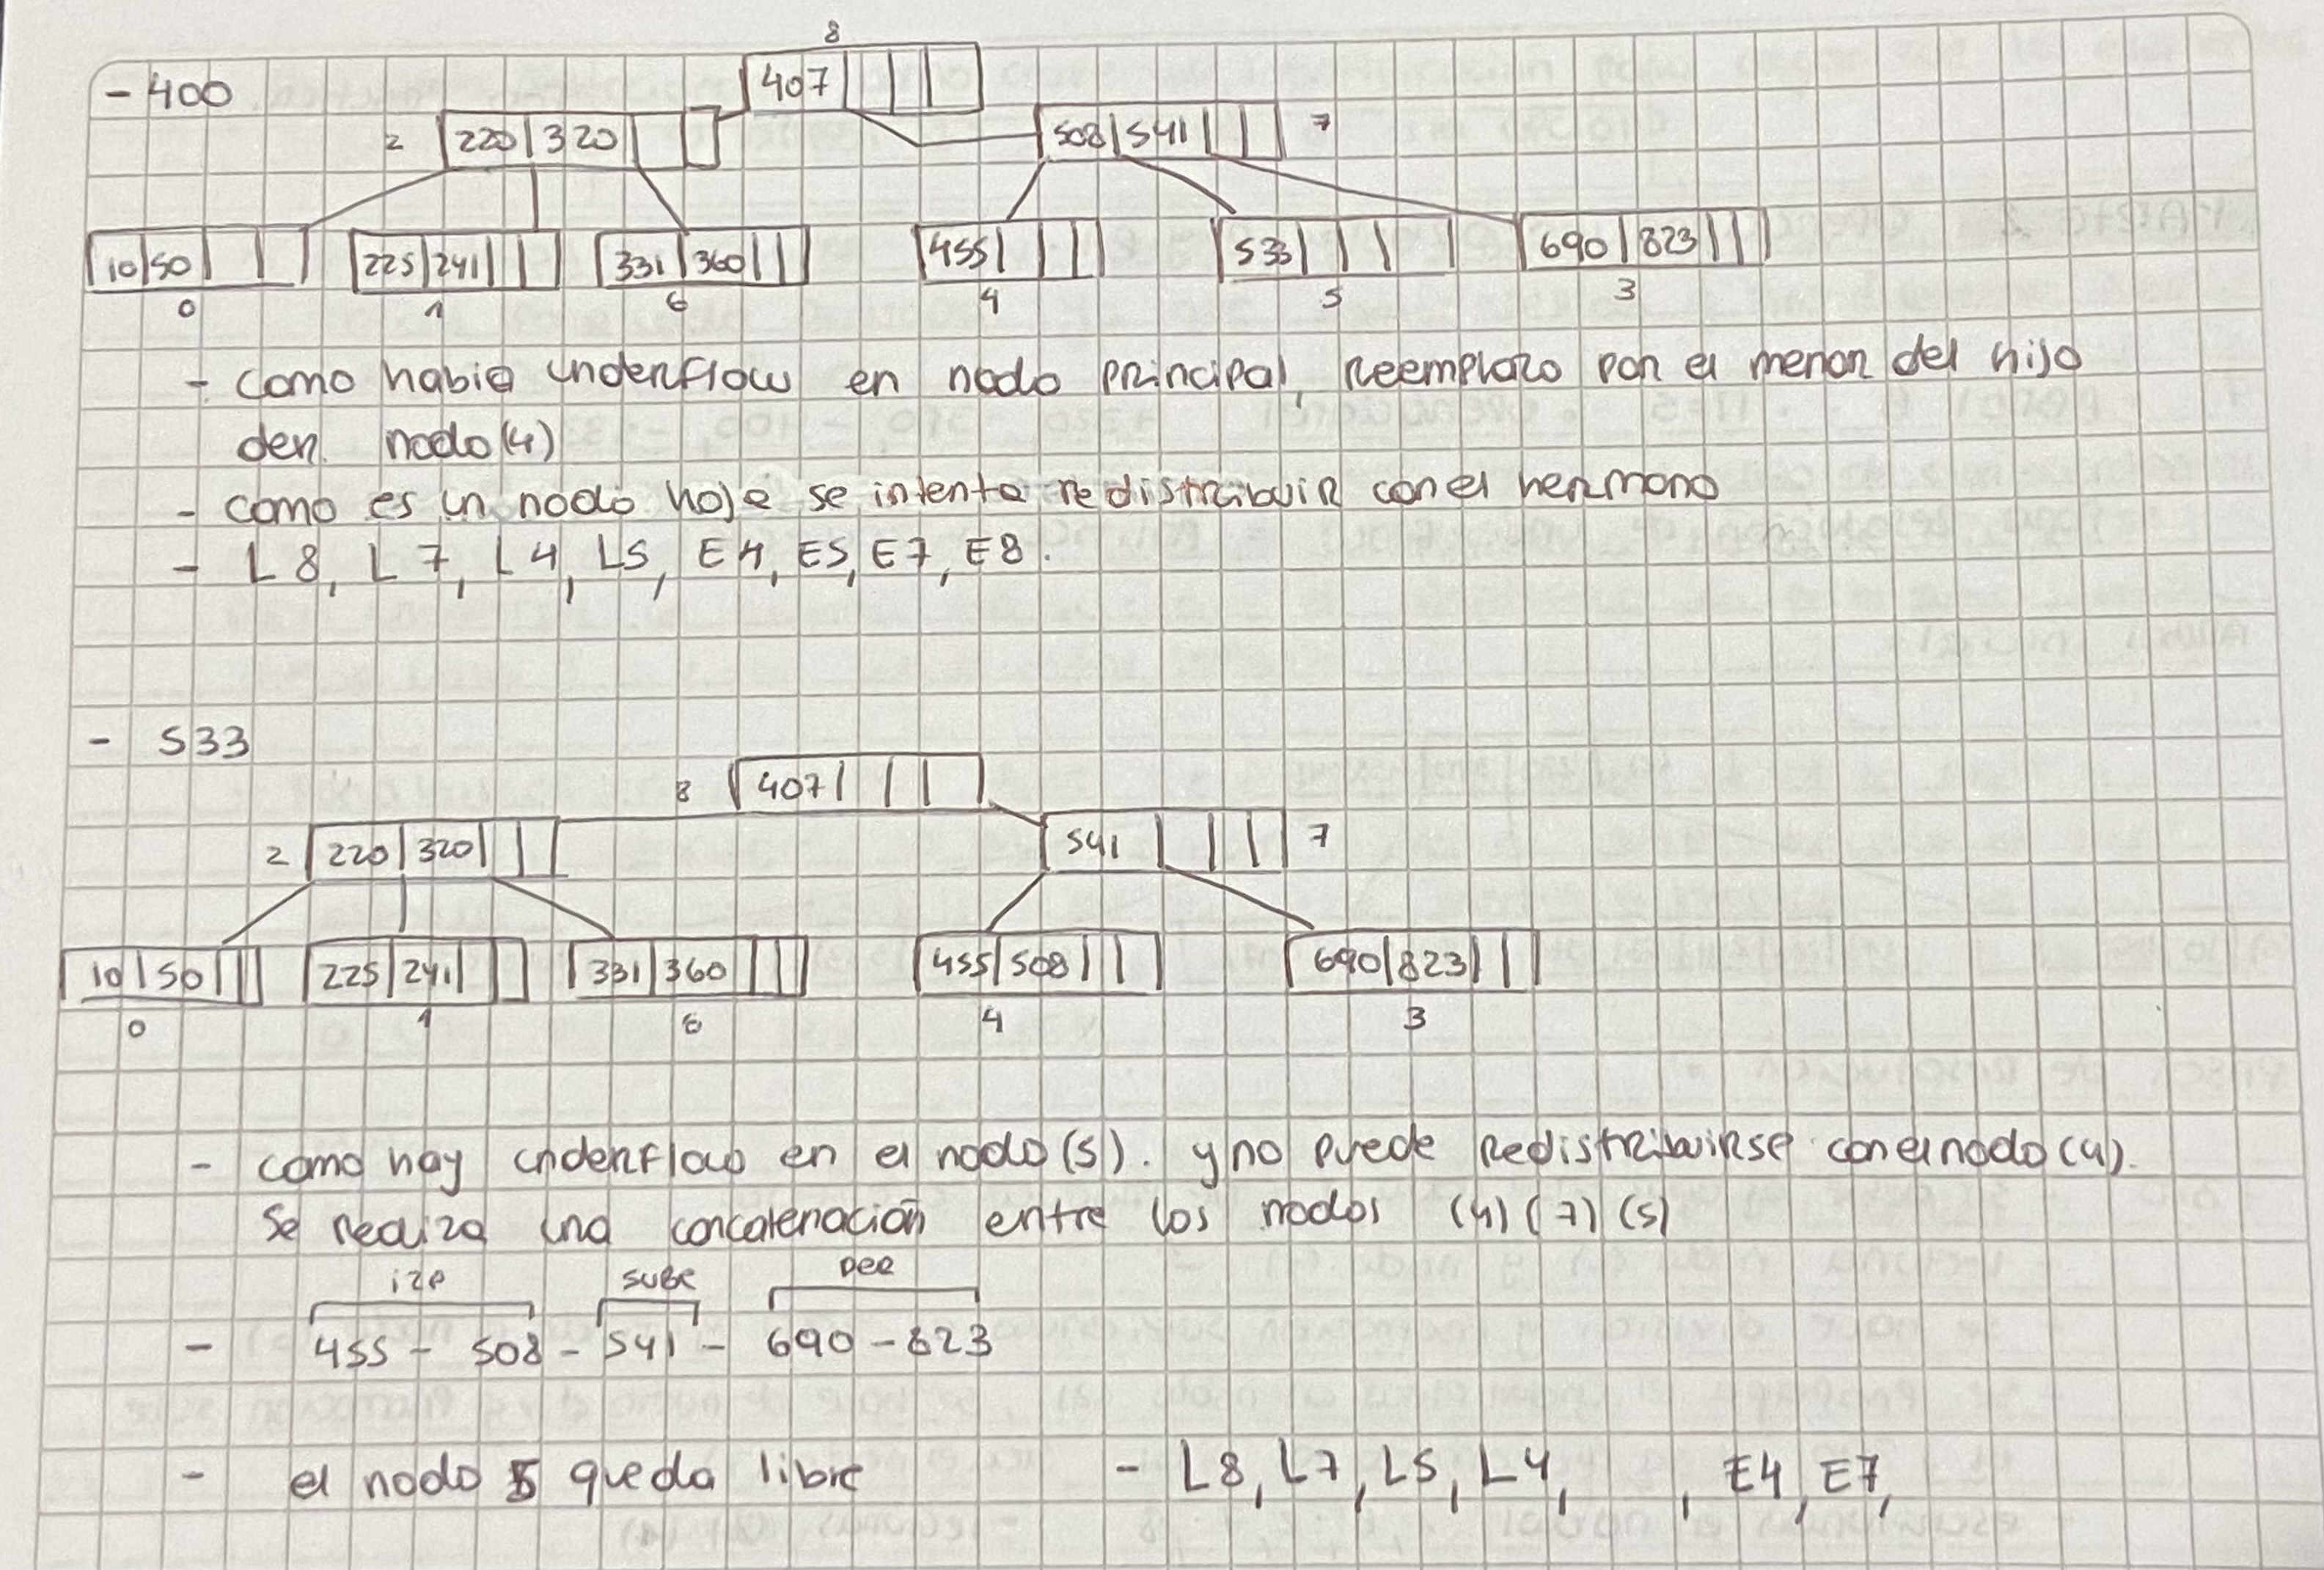 8
- 400
407
2 220 320
508 541 7
10 50
225 241
331 360
455
533
690 823
0 1 6 4 5 3
- como habia underflow en nodo principal, reemplazo por el menor del hijo
der. nodo (4)
- como es un nodo hoja se intenta redistribuir con el hermano
- L8, L7, L4, L5, E4, E5, E7, E8.
- 533
8 407
2 220 320
541 7
10 50
225 241
331 360
455 508
690 823
0 1 6 4 3
- como hay underflow en el nodo (5). y no puede redistribuirse con el nodo (4).
se realiza una concatenación entre los nodos (4) (7) (5)
izq sube der
- 455 - 508 - 541 - 690 - 823
- el nodo 5 queda libre - L8, L7, L5, L4, , E4, E7,